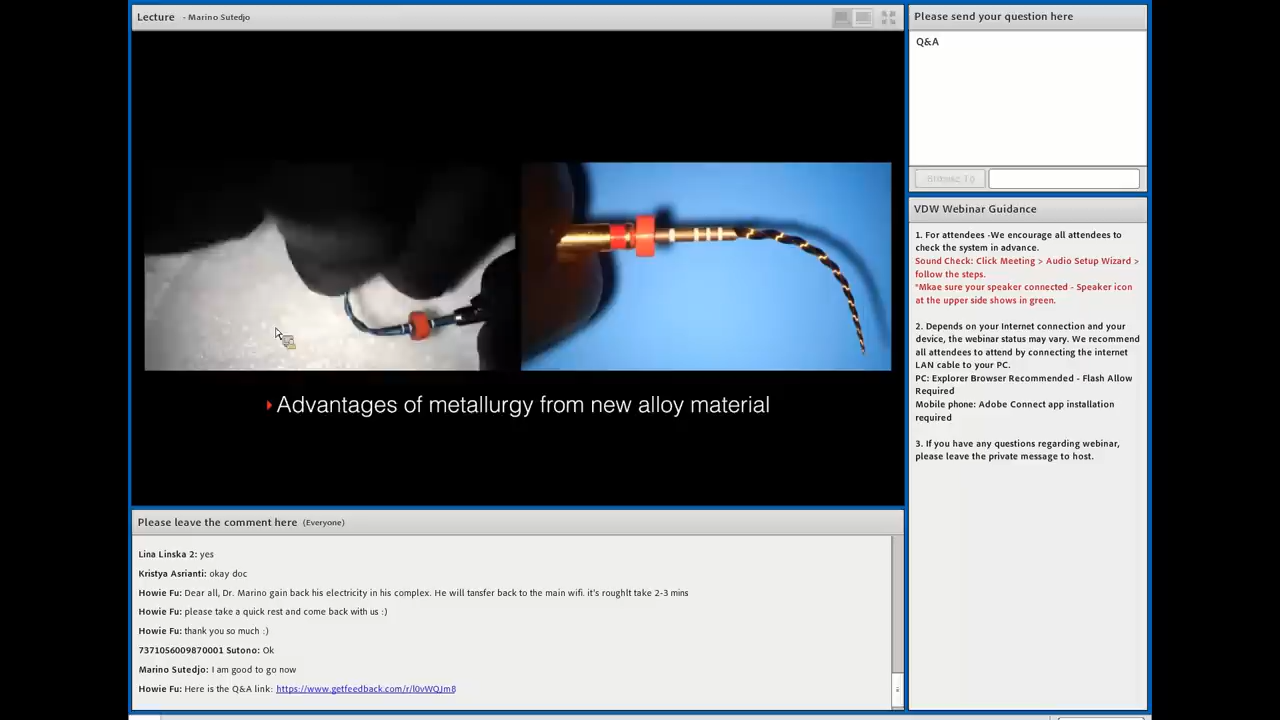 Lecture - Marino Sutedjo
Advantages of metallurgy from new alloy material
Please leave the comment here (Everyone)
Lina Linska 2: yes
Kristya Asrianti: okay doc
Howie Fu: Dear all, Dr. Marino gain back his electricity in his complex. He will tansfer back to the main wifi. it's roughlt take 2-3 mins
Howie Fu: please take a quick rest and come back with us :)
Howie Fu: thank you so much :)
7371056009870001 Sutono: Ok
Marino Sutedjo: I am good to go now
Howie Fu: Here is the Q&A link: https://www.getfeedback.com/r/l0vWQJm8
Please send your question here
Q&A
VDW Webinar Guidance
1. For attendees -We encourage all attendees to
check the system in advance.
Sound Check: Click Meeting > Audio Setup Wizard >
follow the steps.
*Mkae sure your speaker connected - Speaker icon
at the upper side shows in green.
2. Depends on your Internet connection and your
device, the webinar status may vary. We recommend
all attendees to attend by connecting the internet
LAN cable to your PC.
PC: Explorer Browser Recommended - Flash Allow
Required
Mobile phone: Adobe Connect app installation
required
3. If you have any questions regarding webinar,
please leave the private message to host.